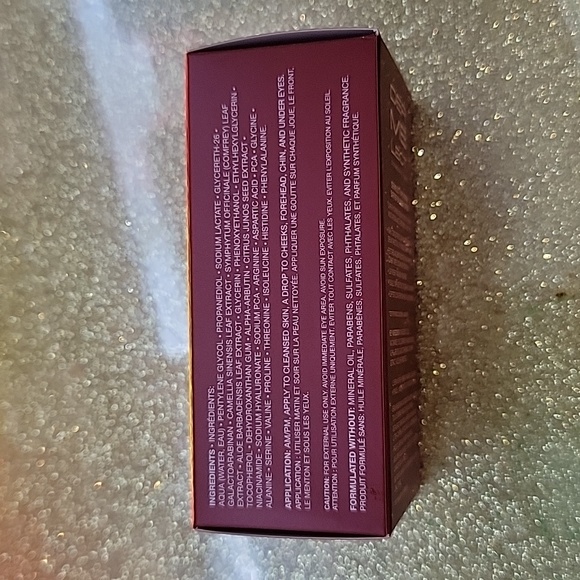 INGREDIENTS • INGRÉDIENTS:
AQUA (WATER, EAU) • PENTYLENE GLYCOL • PROPANEDIOL • SODIUM LACTATE • GLYCERETH-26 •
GALACTOARABINAN • CAMELLIA SINENSIS LEAF EXTRACT • SYMPHYTUM OFFICINALE (COMFREY) LEAF
EXTRACT • ALOE BARBADENSIS LEAF EXTRACT • GLYCERIN • PHENOXYETHANOL • ETHYLHEXYLGLYCERIN •
TOCOPHEROL • DEHYDROXANTHAN GUM • ALPHA-ARBUTIN • CITRUS JUNOS SEED EXTRACT •
NIACINAMIDE • SODIUM HYALURONATE • SODIUM PCA • ARGININE • ASPARTIC ACID • PCA • GLYCINE •
ALANINE • SERINE • VALINE • PROLINE • THREONINE • ISOLEUCINE • HISTIDINE • PHENYLALANINE
APPLICATION: AM/PM, APPLY TO CLEANSED SKIN, A DROP TO CHEEKS, FOREHEAD, CHIN, AND UNDER EYES.
APPLICATION : UTILISER MATIN ET SOIR SUR LA PEAU NETTOYÉE. APPLIQUER UNE GOUTTE SUR CHAQUE JOUE, LE FRONT,
LE MENTON ET SOUS LES YEUX.
CAUTION: FOR EXTERNAL USE ONLY. AVOID IMMEDIATE EYE AREA. AVOID SUN EXPOSURE.
ATTENTION : POUR UTILISATION EXTERNE UNIQUEMENT. EVITER TOUT CONTACT AVEC LES YEUX. EVITER L'EXPOSITION AU SOLEIL.
FORMULATED WITHOUT: MINERAL OIL, PARABENS, SULFATES, PHTHALATES, AND SYNTHETIC FRAGRANCE.
PRODUIT FORMULÉ SANS: HUILE MINÉRALE, PARABÈNES, SULFATES, PHTALATES, ET PARFUM SYNTHÉTIQUE.